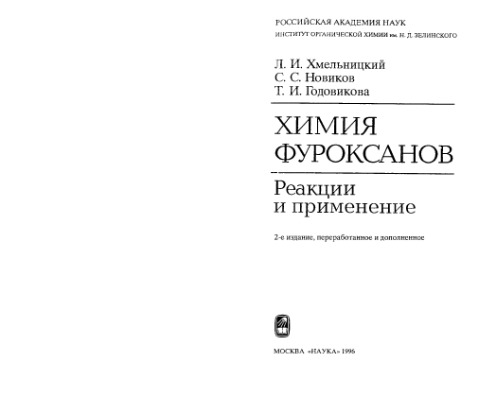 РОССИЙСКАЯ АКАДЕМИЯ НАУК
ИНСТИТУТ ОРГАНИЧЕСКОЙ ХИМИИ им. Н. Д. ЗЕЛИНСКОГО
Л. И. Хмельницкий
С. С. Новиков
Т. И. Годовикова
ХИМИЯ
ФУРОКСАНОВ
Реакции
и применение
2-е издание, переработанное и дополненное
МОСКВА «НАУКА» 1996